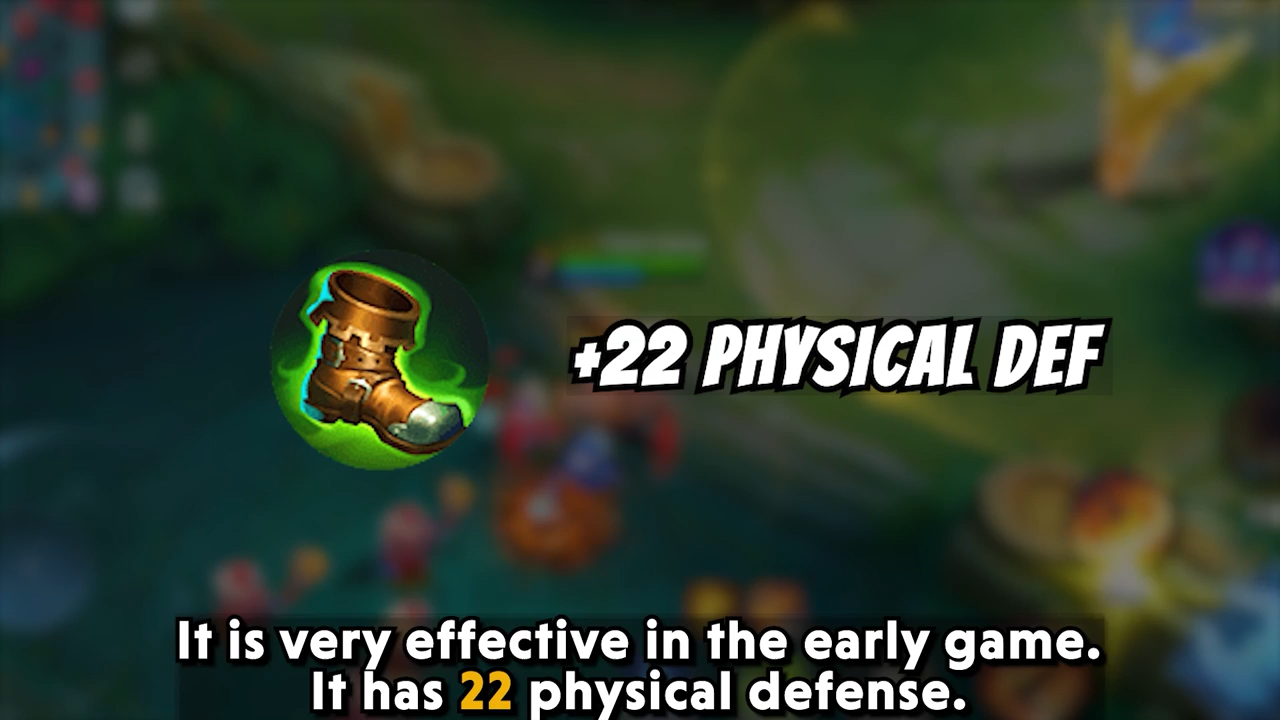 +22 PHYSICAL DEF
It is very effective in the early game.
It has 22 physical defense.